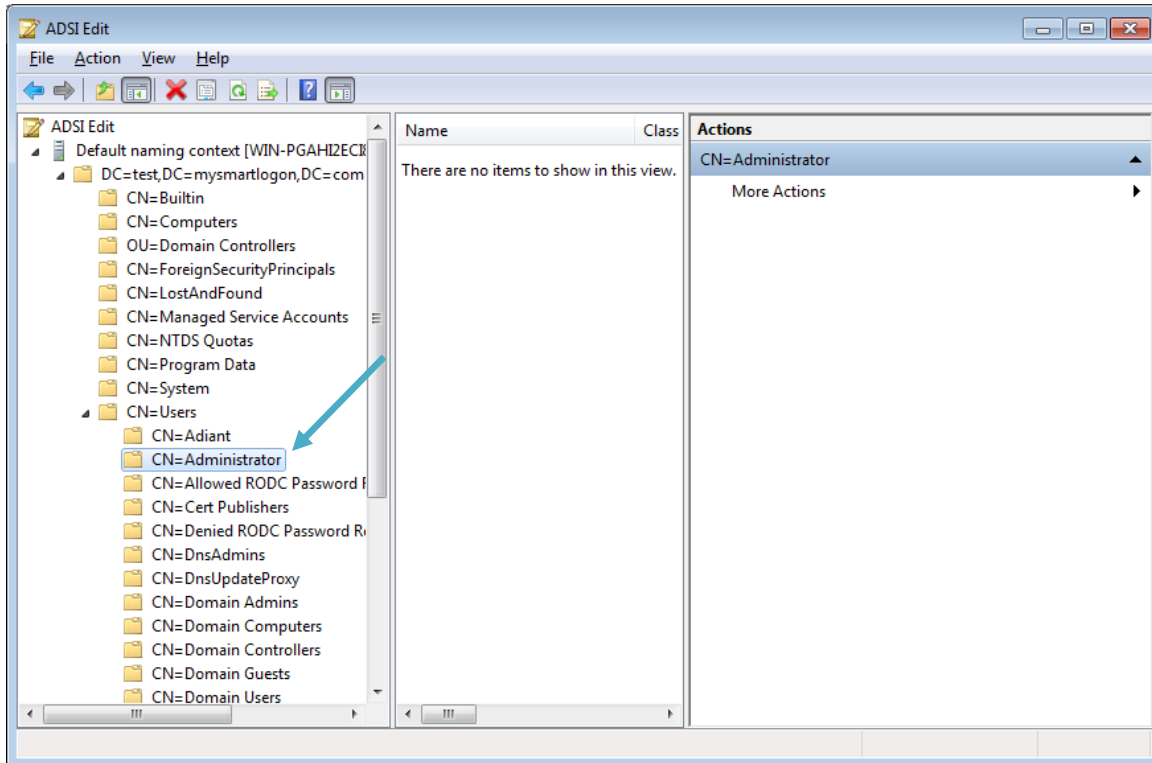 ADSI Edit
File Action View Help
ADSI Edit
Default naming context [WIN-PGAHI2ECI
DC=test,DC=mysmartlogon,DC=com
CN=Builtin
CN=Computers
OU=Domain Controllers
CN=ForeignSecurityPrincipals
CN=LostAndFound
CN=Managed Service Accounts
CN=NTDS Quotas
CN=Program Data
CN=System
CN=Users
CN=Adiant
CN=Administrator
CN=Allowed RODC Password
CN=Cert Publishers
CN=Denied RODC Password
CN=DnsAdmins
CN=DnsUpdateProxy
CN=Domain Admins
CN=Domain Computers
CN=Domain Controllers
CN=Domain Guests
CN=Domain Users
Name Class
There are no items to show in this view.
Actions
CN=Administrator
More Actions